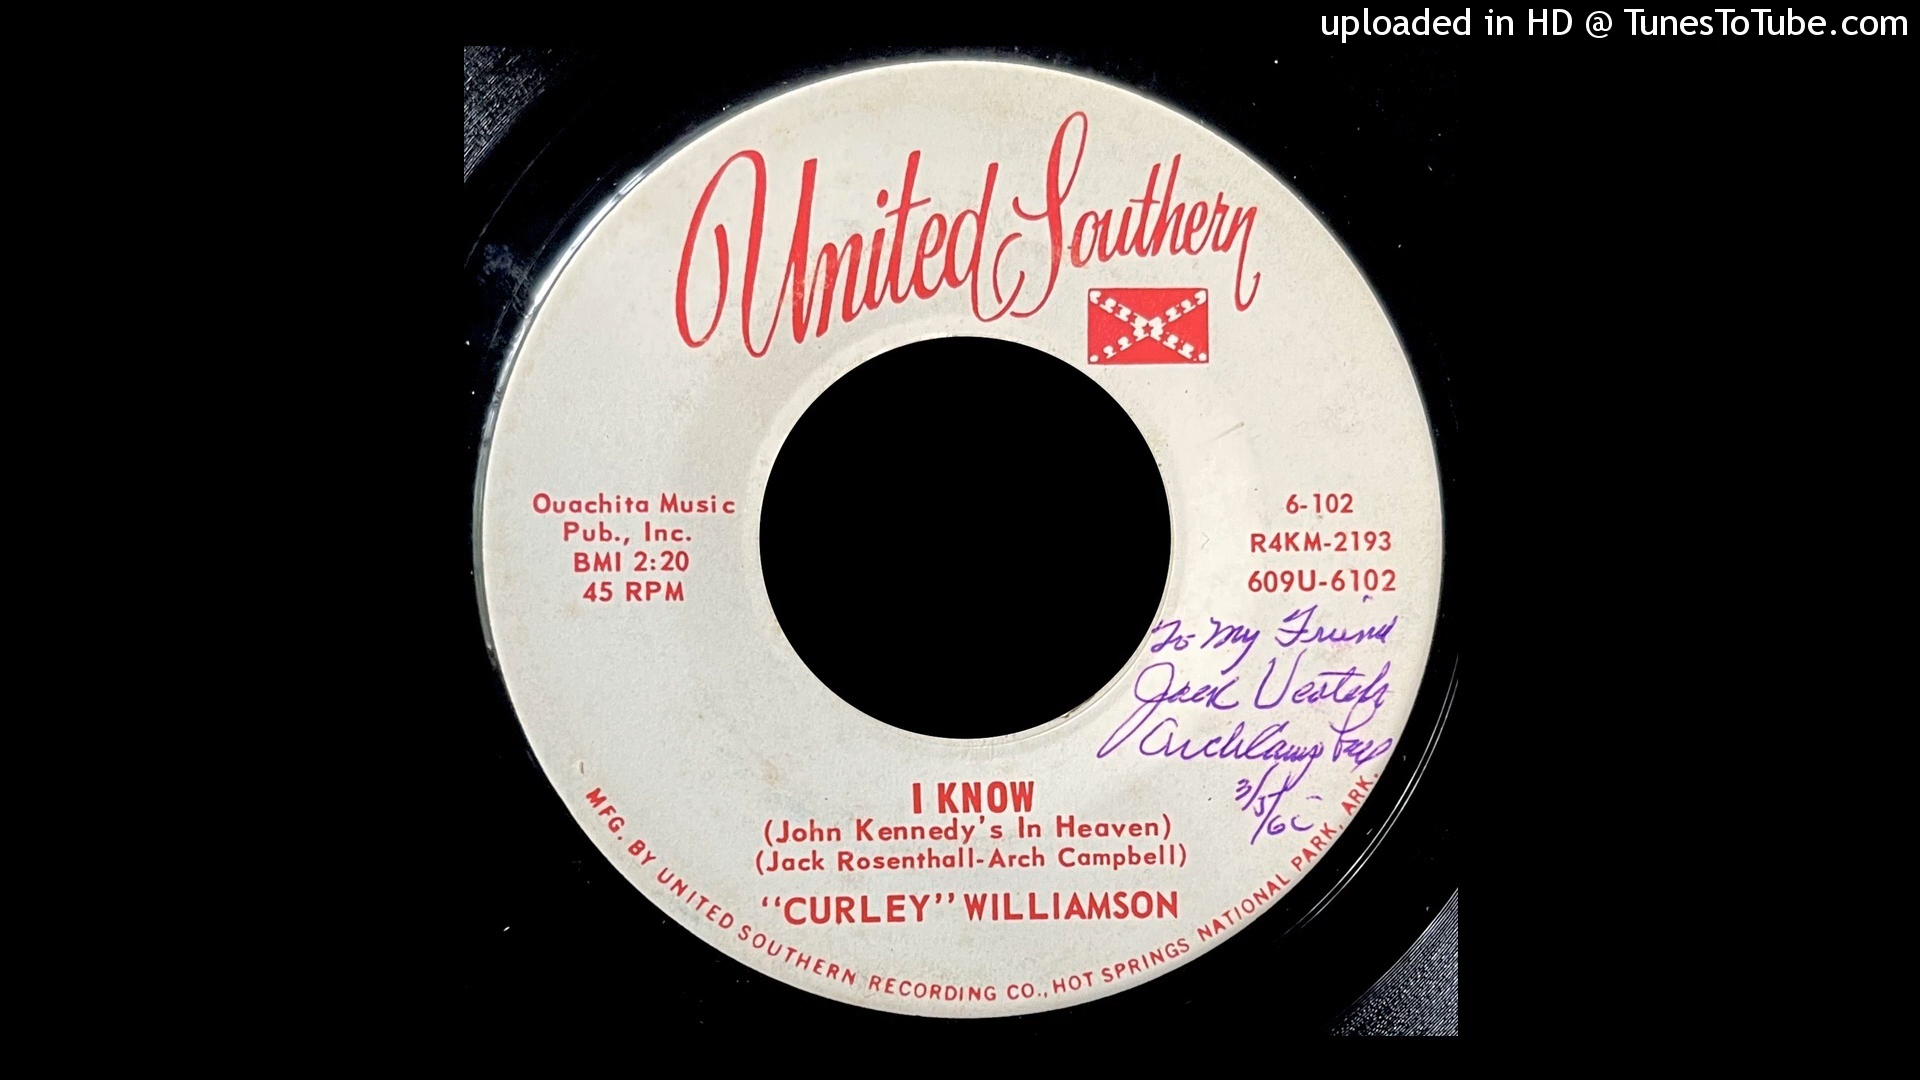 uploaded in HD @ TunesToTube.com
United Southern
Ouachita Music
Pub., Inc.
BMI 2:20
45 RPM
6-102
R4KM-2193
609U-6102
To My Friend
Jack Veatch
I KNOW
(John Kennedy's In Heaven)
(Jack Rosenthall-Arch Campbell)
"CURLEY" WILLIAMSON
MFG. BY UNITED SOUTHERN RECORDING CO., HOT SPRINGS NATIONAL PARK, ARK.